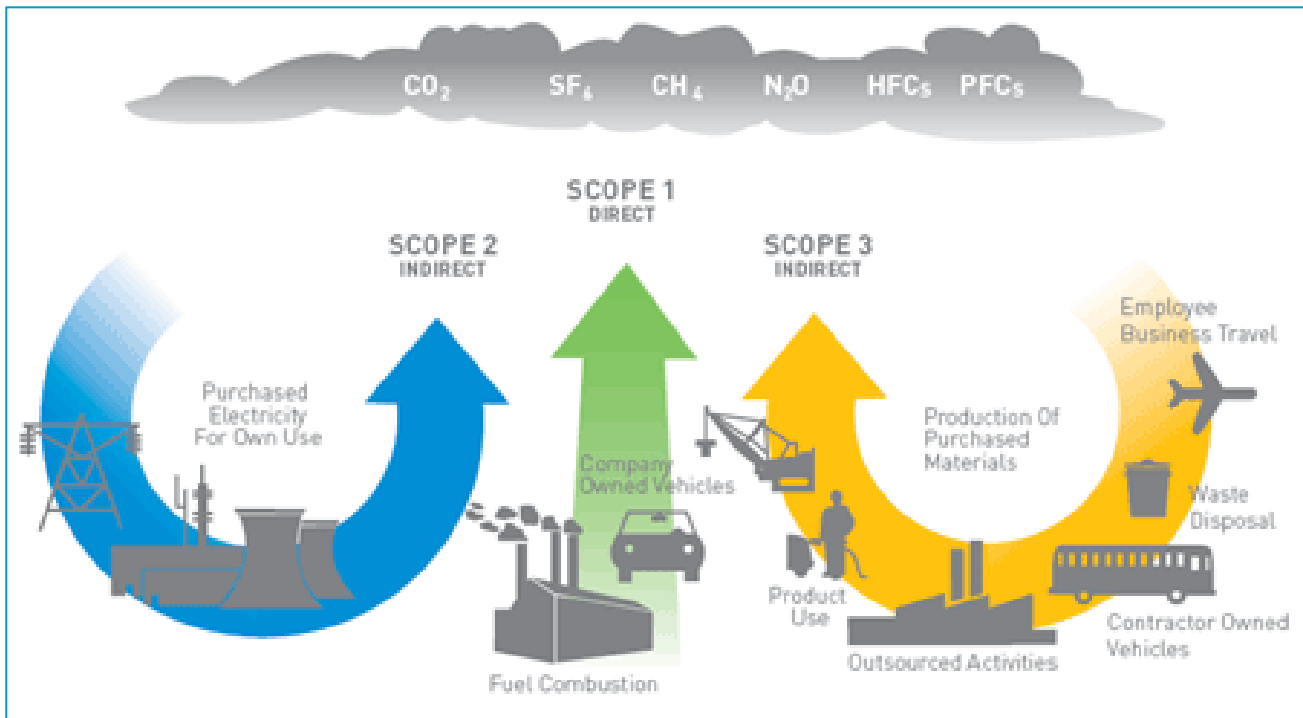 CO₂ SF₆ CH₄ N₂O HFCs PFCs
SCOPE 1
DIRECT
SCOPE 2
INDIRECT
SCOPE 3
INDIRECT
Purchased
Electricity
For Own Use
Company
Owned Vehicles
Fuel Combustion
Employee
Business Travel
Production Of
Purchased
Materials
Waste
Disposal
Product
Use
Contractor Owned
Vehicles
Outsourced Activities